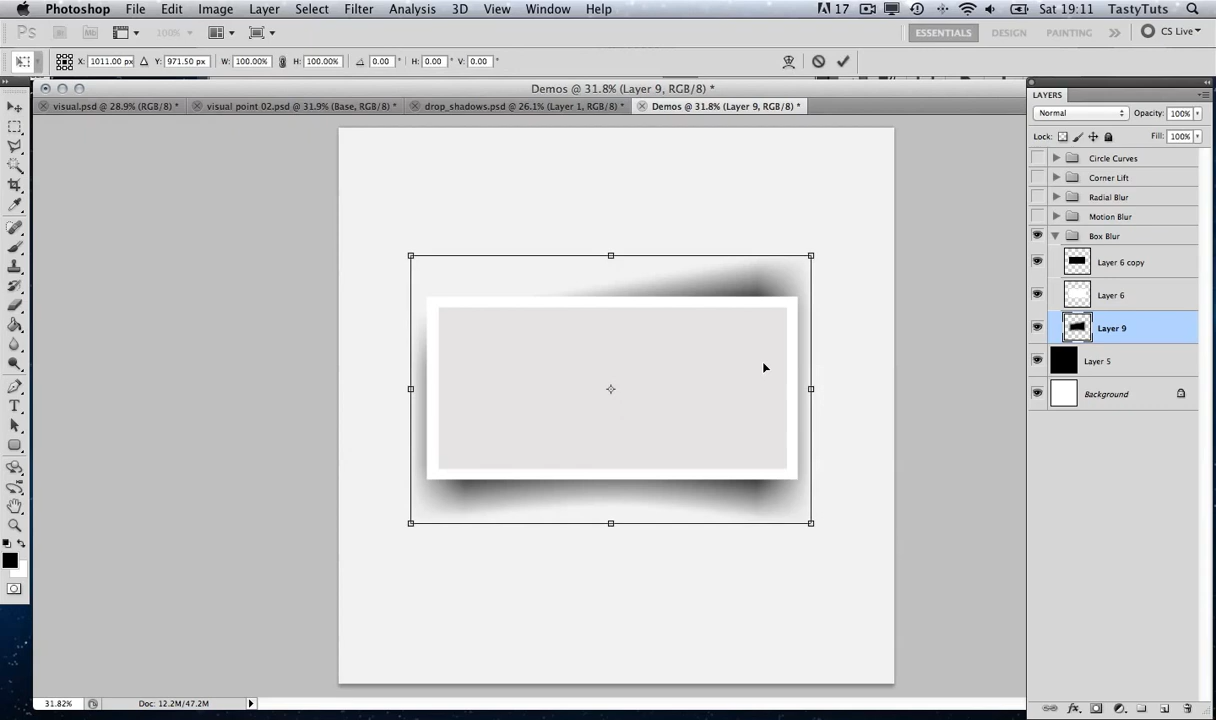 Photoshop File Edit Image Layer Select Filter Analysis 3D View Window Help 17 Sat 19:11 TastyTuts
Ps Br Mb 100% ESSENTIALS DESIGN PAINTING >> CS Live
X: 1011.00 px Y: 971.50 px W: 100.00% H: 100.00% 0.00 ° H: 0.00 ° V: 0.00 °
Demos @ 31.8% (Layer 9, RGB/8) *
visual.psd @ 28.9% (RGB/8) * visual point 02.psd @ 31.9% (Base, RGB/8) * drop_shadows.psd @ 26.1% (Layer 1, RGB/8) * Demos @ 31.8% (Layer 9, RGB/8) *
LAYERS
Normal Opacity: 100%
Lock: Fill: 100%
Circle Curves
Corner Lift
Radial Blur
Motion Blur
Box Blur
Layer 6 copy
Layer 6
Layer 9
Layer 5
Background
31.82% Doc: 12.2M/47.2M
fx